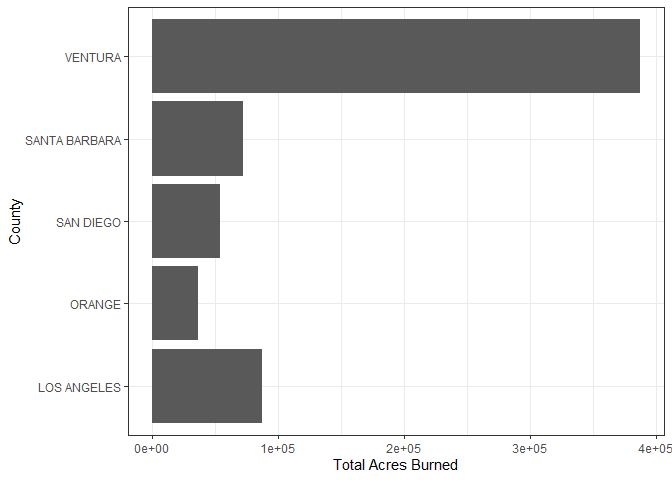 VENTURA
SANTA BARBARA
SAN DIEGO
ORANGE
LOS ANGELES
County
0e+00 1e+05 2e+05 3e+05 4e+05
Total Acres Burned